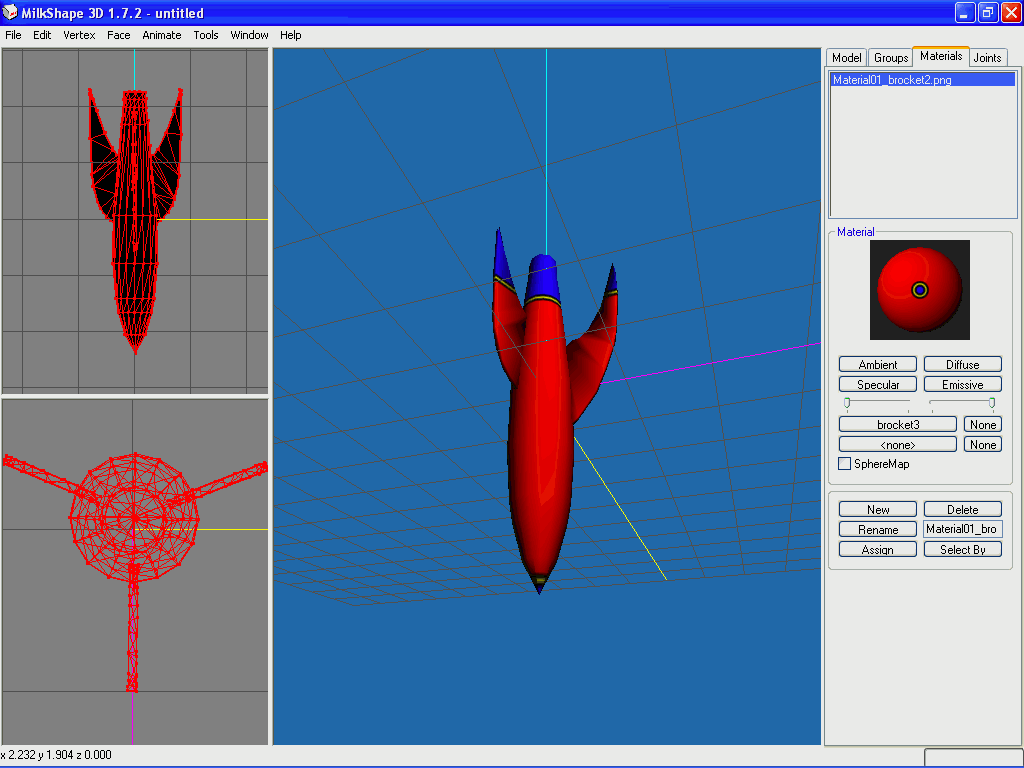 MilkShape 3D 1.7.2 - untitled
File Edit Vertex Face Animate Tools Window Help
Model Groups Materials Joints
Material01_brocket2.png
Material
Ambient Diffuse
Specular Emissive
brocket3 None
<none> None
SphereMap
New Delete
Rename Material01_bro
Assign Select By
x 2.232 y 1.904 z 0.000